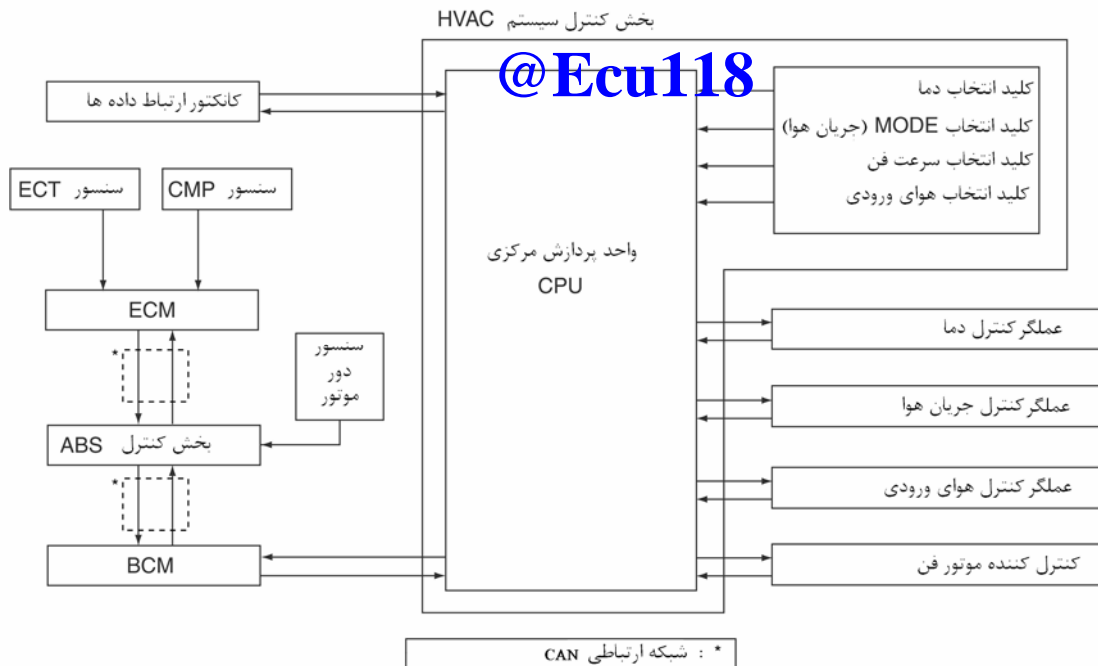 بخش کنترل سیستم HVAC
@Ecu118
کانکتور ارتباط داده ها
کلید انتخاب دما
کلید انتخاب MODE (جریان هوا)
کلید انتخاب سرعت فن
کلید انتخاب هوای ورودی
سنسور ECT
سنسور CMP
واحد پردازش مرکزی
CPU
ECM
*
سنسور
دور
موتور
عملگر کنترل دما
عملگر کنترل جریان هوا
بخش کنترل ABS
*
عملگر کنترل هوای ورودی
BCM
کنترل کننده موتور فن
* : شبکه ارتباطی CAN